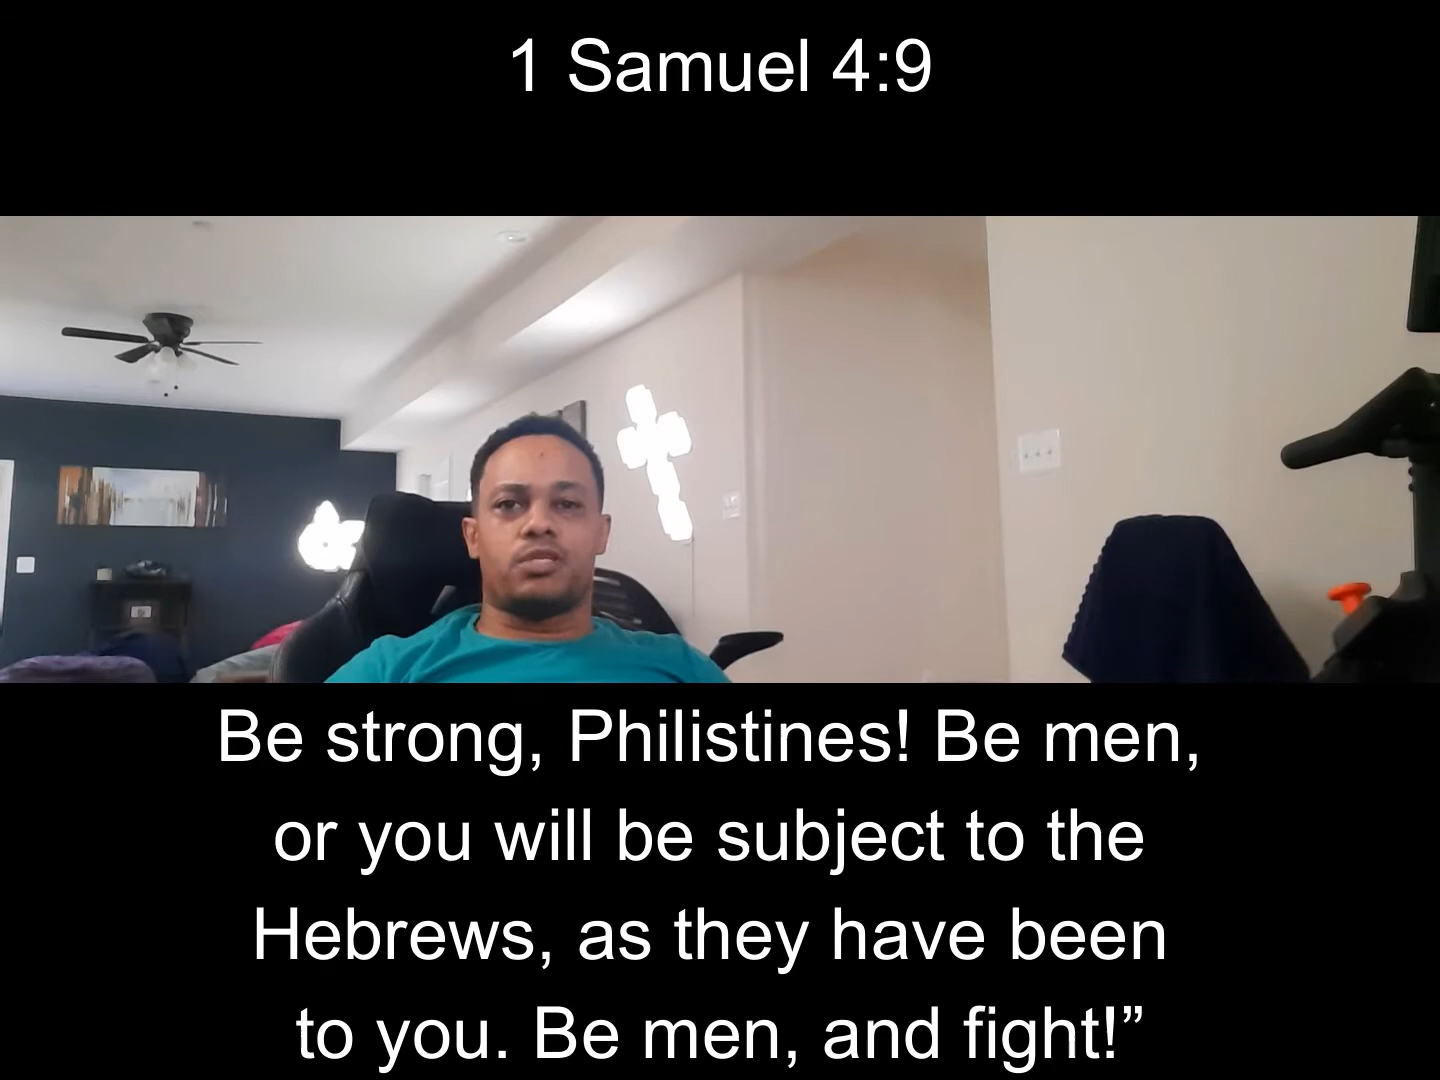 1 Samuel 4:9
Be strong, Philistines! Be men,
or you will be subject to the
Hebrews, as they have been
to you. Be men, and fight!”